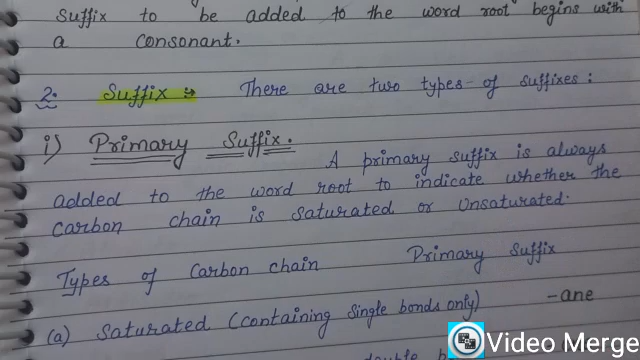 suffix to be added to the word root begins with
a consonant.
2. Suffix :→ There are two types of suffixes :
i) Primary Suffix.
A primary suffix is always
added to the word root to indicate whether the
carbon chain is saturated or unsaturated.
Types of Carbon chain Primary Suffix
(a) Saturated (containing single bonds only) -ane
double
Video Merge